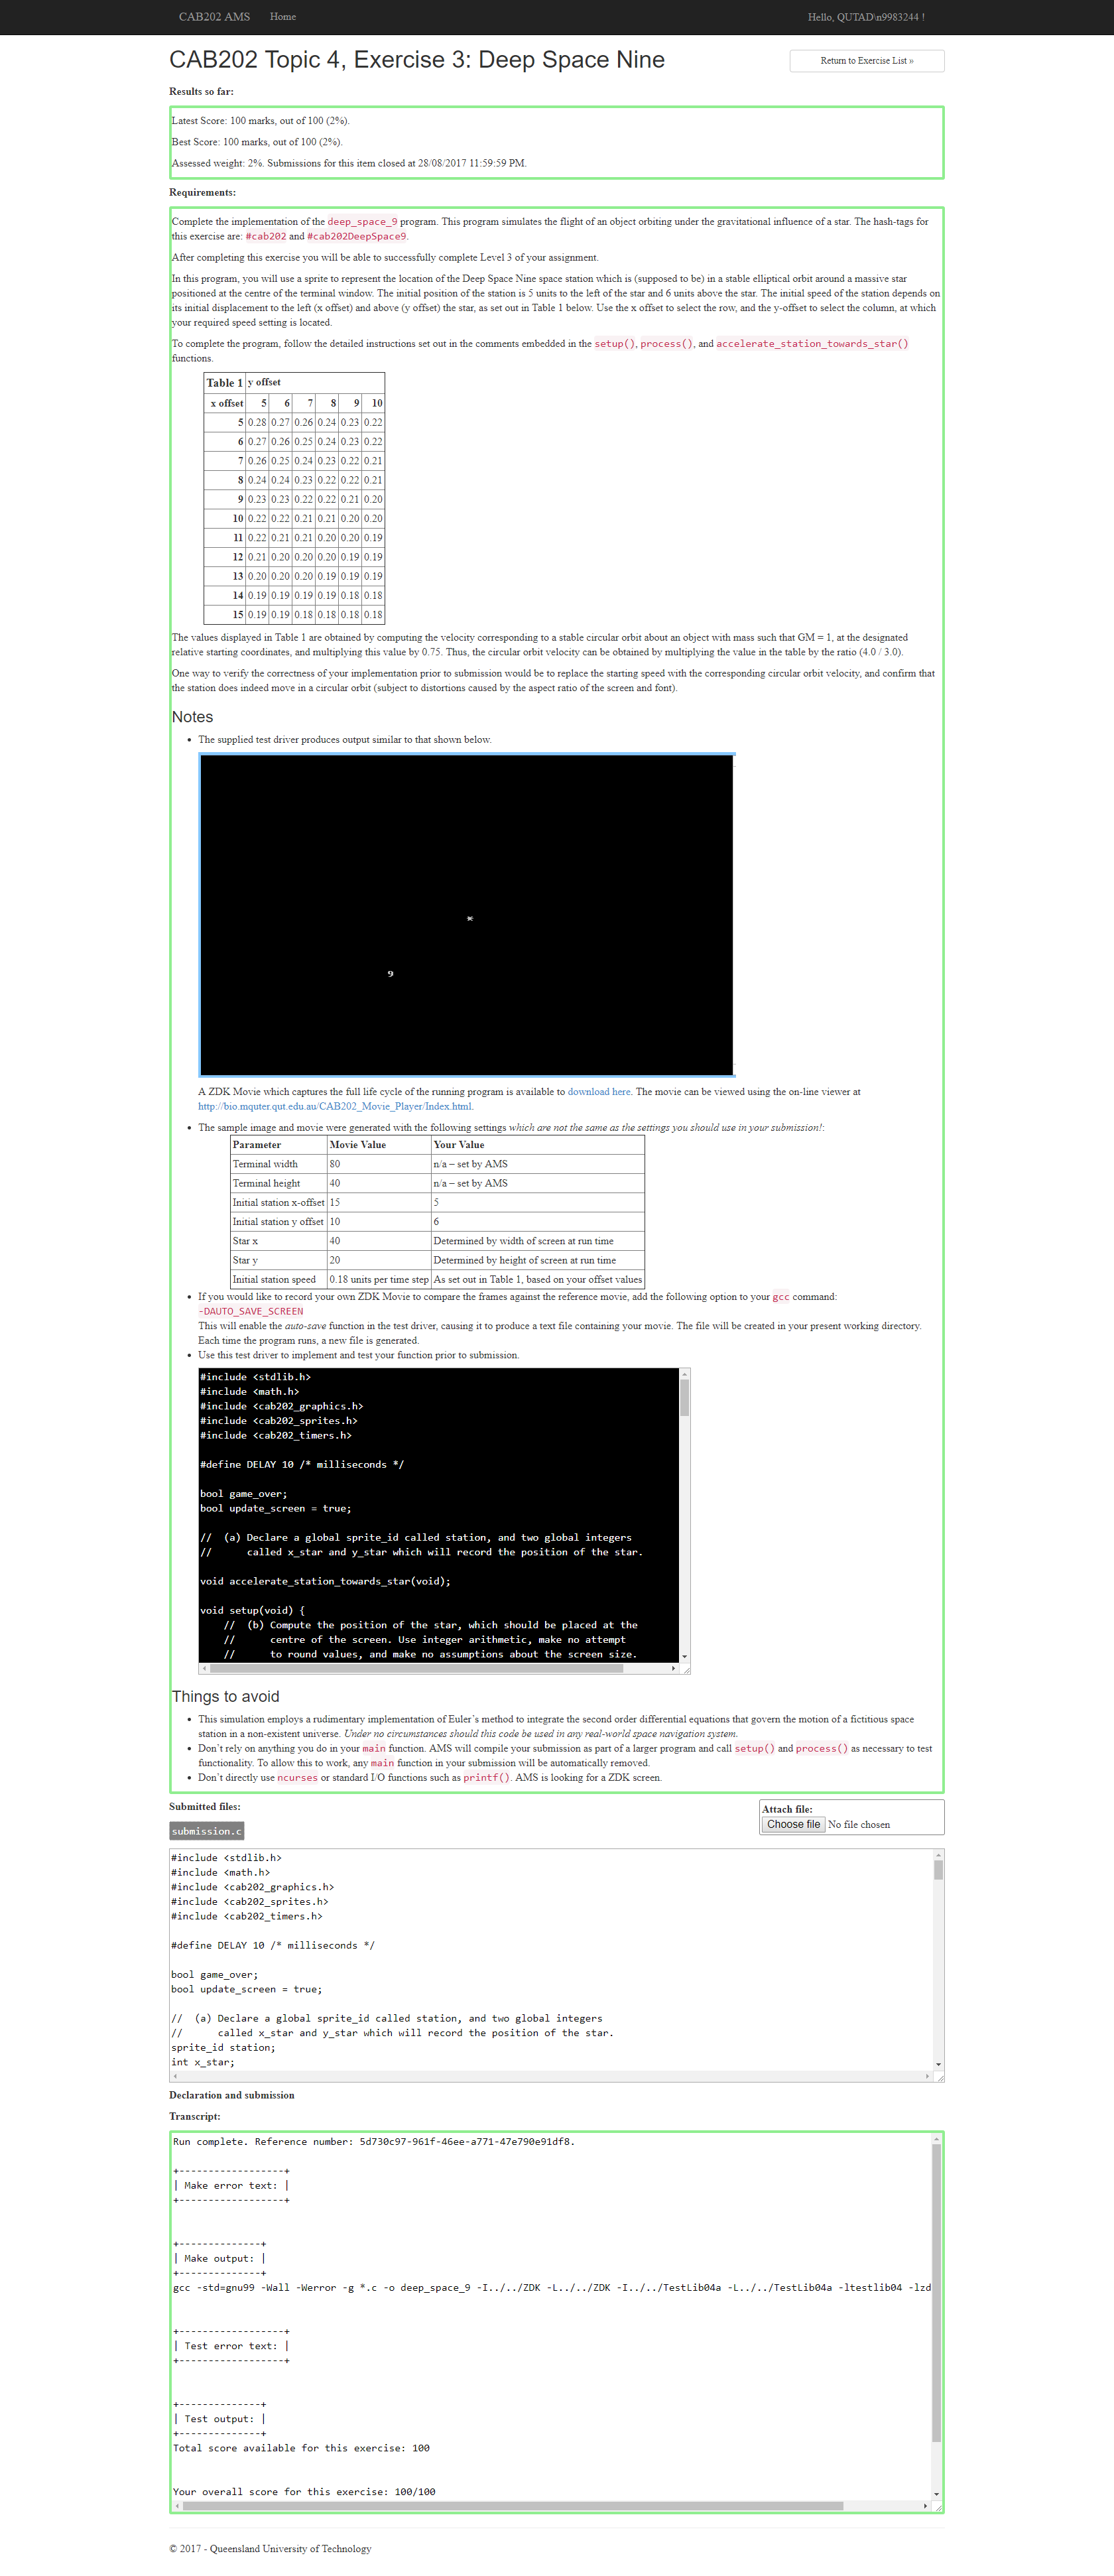 CAB202 AMS
Home
Hello, QUTAD\n9983244 !
CAB202 Topic 4, Exercise 3: Deep Space Nine
Return to Exercise List »
Results so far:
Latest Score: 100 marks, out of 100 (2%).
Best Score: 100 marks, out of 100 (2%).
Assessed weight: 2%. Submissions for this item closed at 28/08/2017 11:59:59 PM.
Requirements:
Complete the implementation of the deep_space_9 program. This program simulates the flight of an object orbiting under the gravitational influence of a star. The hash-tags for
this exercise are: #cab202 and #cab202DeepSpace9.
After completing this exercise you will be able to successfully complete Level 3 of your assignment.
In this program, you will use a sprite to represent the location of the Deep Space Nine space station which is (supposed to be) in a stable elliptical orbit around a massive star
positioned at the centre of the terminal window. The initial position of the station is 5 units to the left of the star and 6 units above the star. The initial speed of the station depends on
its initial displacement to the left (x offset) and above (y offset) the star, as set out in Table 1 below. Use the x offset to select the row, and the y-offset to select the column, at which
your required speed setting is located.
To complete the program, follow the detailed instructions set out in the comments embedded in the setup(), process(), and accelerate_station_towards_star()
functions.
Table 1 y offset
x offset 5 6 7 8 9 10
5 0.28 0.27 0.26 0.24 0.23 0.22
6 0.27 0.26 0.25 0.24 0.23 0.22
7 0.26 0.25 0.24 0.23 0.22 0.21
8 0.24 0.24 0.23 0.22 0.22 0.21
9 0.23 0.23 0.22 0.22 0.21 0.20
10 0.22 0.22 0.21 0.21 0.20 0.20
11 0.22 0.21 0.21 0.20 0.20 0.19
12 0.21 0.20 0.20 0.20 0.19 0.19
13 0.20 0.20 0.20 0.19 0.19 0.19
14 0.19 0.19 0.19 0.19 0.18 0.18
15 0.19 0.19 0.18 0.18 0.18 0.18
The values displayed in Table 1 are obtained by computing the velocity corresponding to a stable circular orbit about an object with mass such that GM = 1, at the designated
relative starting coordinates, and multiplying this value by 0.75. Thus, the circular orbit velocity can be obtained by multiplying the value in the table by the ratio (4.0 / 3.0).
One way to verify the correctness of your implementation prior to submission would be to replace the starting speed with the corresponding circular orbit velocity, and confirm that
the station does indeed move in a circular orbit (subject to distortions caused by the aspect ratio of the screen and font).
Notes
• The supplied test driver produces output similar to that shown below.
*
9
A ZDK Movie which captures the full life cycle of the running program is available to download here. The movie can be viewed using the on-line viewer at
http://bio.mquter.qut.edu.au/CAB202_Movie_Player/Index.html.
• The sample image and movie were generated with the following settings which are not the same as the settings you should use in your submission!:
Parameter Movie Value Your Value
Terminal width 80 n/a – set by AMS
Terminal height 40 n/a – set by AMS
Initial station x-offset 15 5
Initial station y offset 10 6
Star x 40 Determined by width of screen at run time
Star y 20 Determined by height of screen at run time
Initial station speed 0.18 units per time step As set out in Table 1, based on your offset values
• If you would like to record your own ZDK Movie to compare the frames against the reference movie, add the following option to your gcc command:
-DAUTO_SAVE_SCREEN
This will enable the auto-save function in the test driver, causing it to produce a text file containing your movie. The file will be created in your present working directory.
Each time the program runs, a new file is generated.
• Use this test driver to implement and test your function prior to submission.
#include <stdlib.h>
#include <math.h>
#include <cab202_graphics.h>
#include <cab202_sprites.h>
#include <cab202_timers.h>
#define DELAY 10 /* milliseconds */
bool game_over;
bool update_screen = true;
// (a) Declare a global sprite_id called station, and two global integers
// called x_star and y_star which will record the position of the star.
void accelerate_station_towards_star(void);
void setup(void) {
// (b) Compute the position of the star, which should be placed at the
// centre of the screen. Use integer arithmetic, make no attempt
// to round values, and make no assumptions about the screen size.
Things to avoid
• This simulation employs a rudimentary implementation of Euler's method to integrate the second order differential equations that govern the motion of a fictitious space
station in a non-existent universe. Under no circumstances should this code be used in any real-world space navigation system.
• Don't rely on anything you do in your main function. AMS will compile your submission as part of a larger program and call setup() and process() as necessary to test
functionality. To allow this to work, any main function in your submission will be automatically removed.
• Don't directly use ncurses or standard I/O functions such as printf(). AMS is looking for a ZDK screen.
Submitted files:
Attach file:
Choose file No file chosen
submission.c
#include <stdlib.h>
#include <math.h>
#include <cab202_graphics.h>
#include <cab202_sprites.h>
#include <cab202_timers.h>
#define DELAY 10 /* milliseconds */
bool game_over;
bool update_screen = true;
// (a) Declare a global sprite_id called station, and two global integers
// called x_star and y_star which will record the position of the star.
sprite_id station;
int x_star;
Declaration and submission
Transcript:
Run complete. Reference number: 5d730c97-961f-46ee-a771-47e790e91df8.
+------------------+
| Make error text: |
+------------------+
+--------------+
| Make output: |
+--------------+
gcc -std=gnu99 -Wall -Werror -g *.c -o deep_space_9 -I../../ZDK -L../../ZDK -I../../TestLib04a -L../../TestLib04a -ltestlib04 -lzd
+------------------+
| Test error text: |
+------------------+
+--------------+
| Test output: |
+--------------+
Total score available for this exercise: 100
Your overall score for this exercise: 100/100
© 2017 - Queensland University of Technology